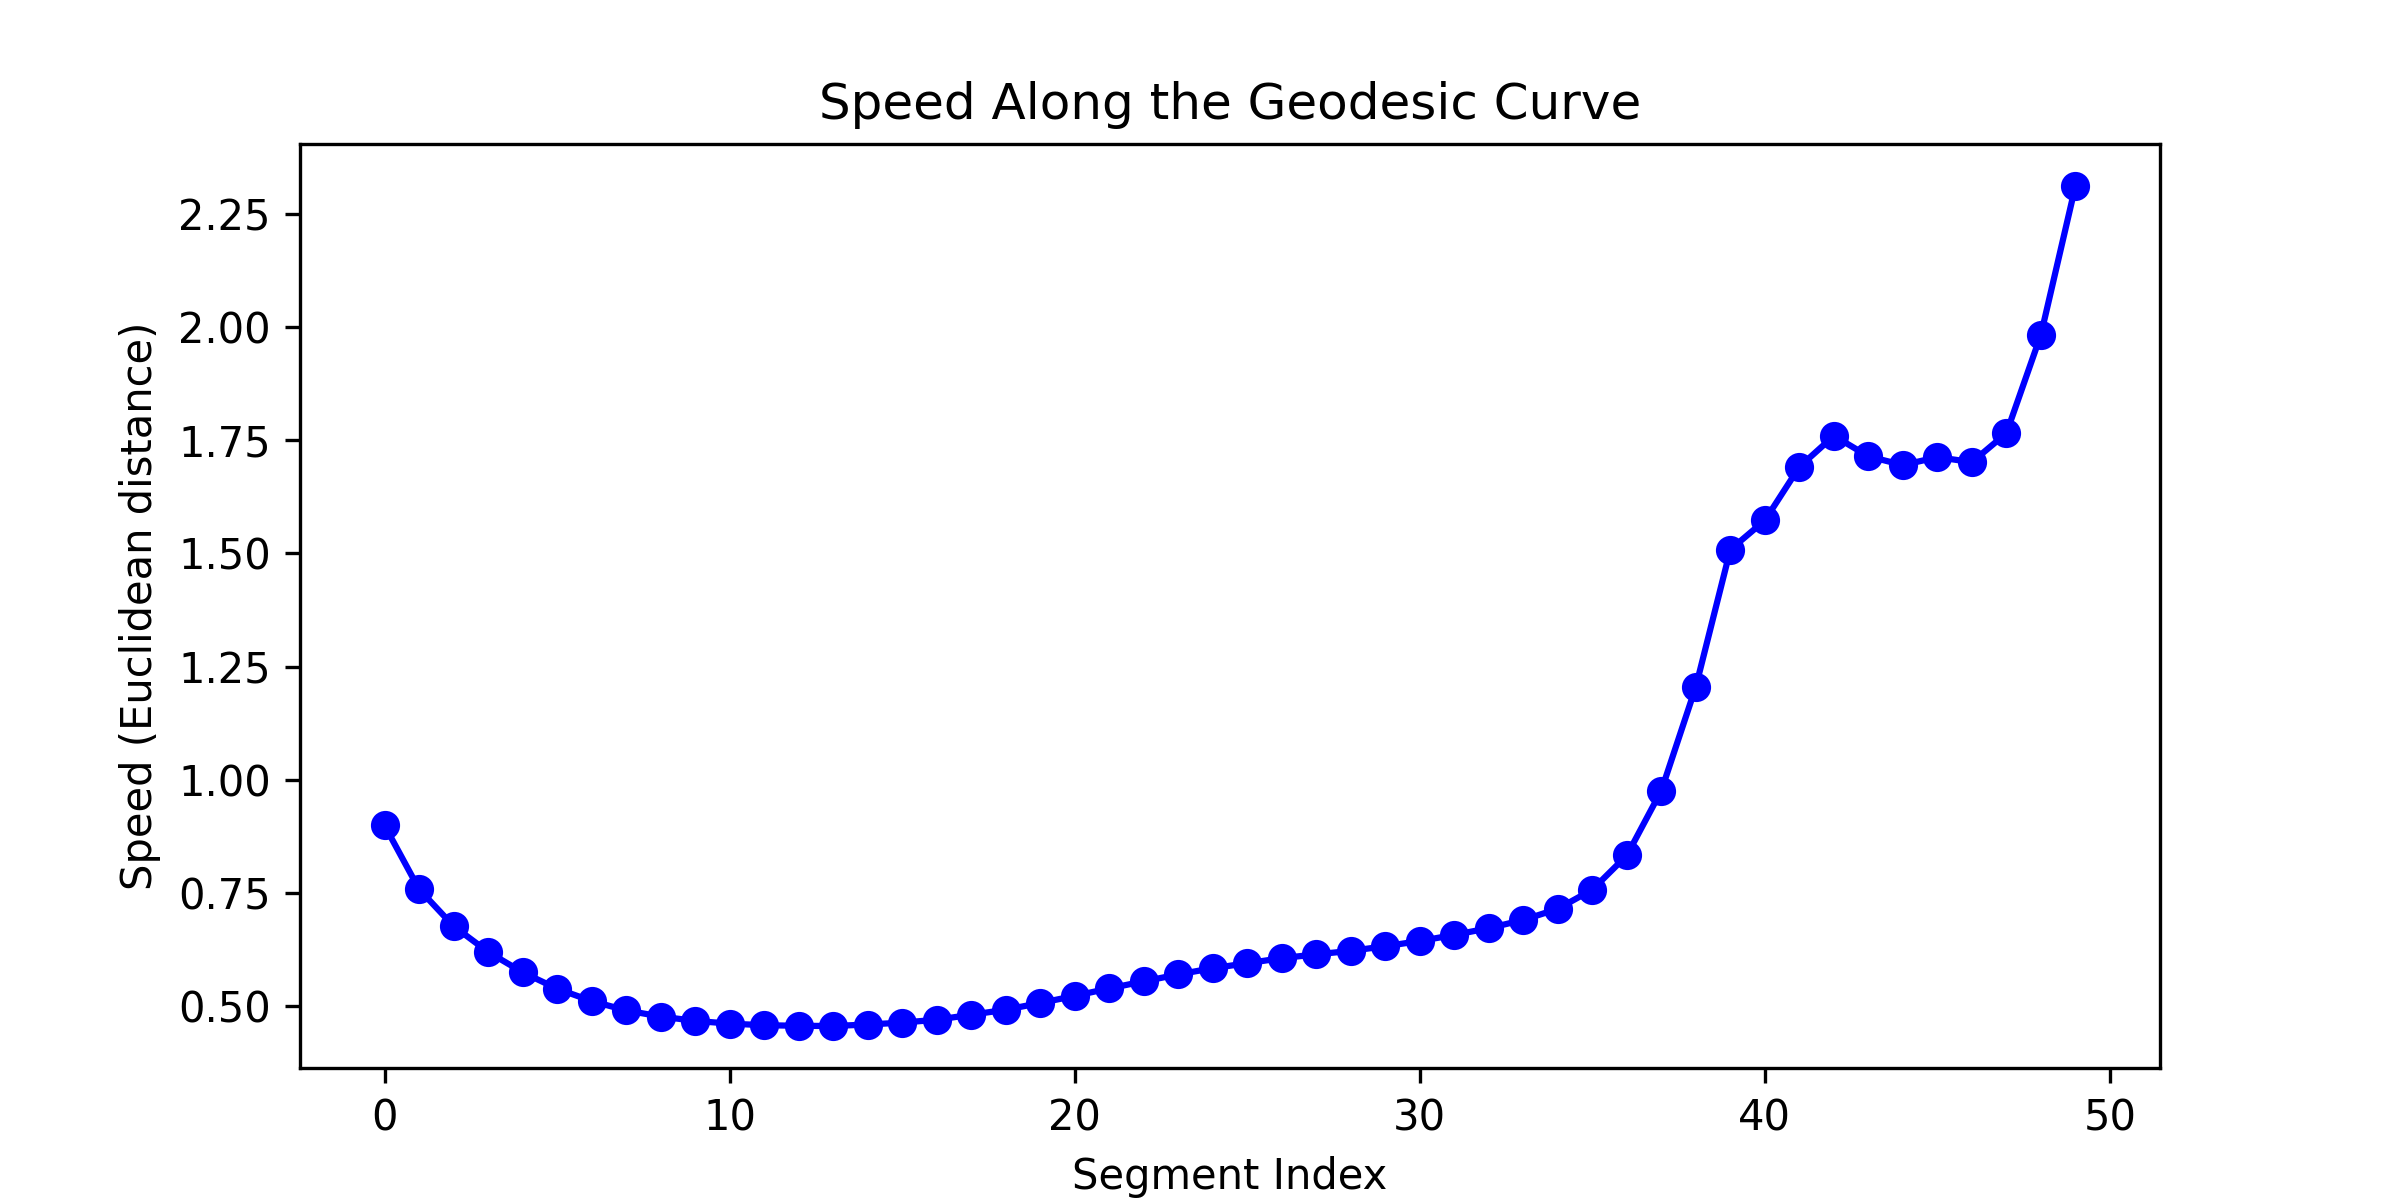 Speed Along the Geodesic Curve
Speed (Euclidean distance)
2.25
2.00
1.75
1.50
1.25
1.00
0.75
0.50
0 10 20 30 40 50
Segment Index